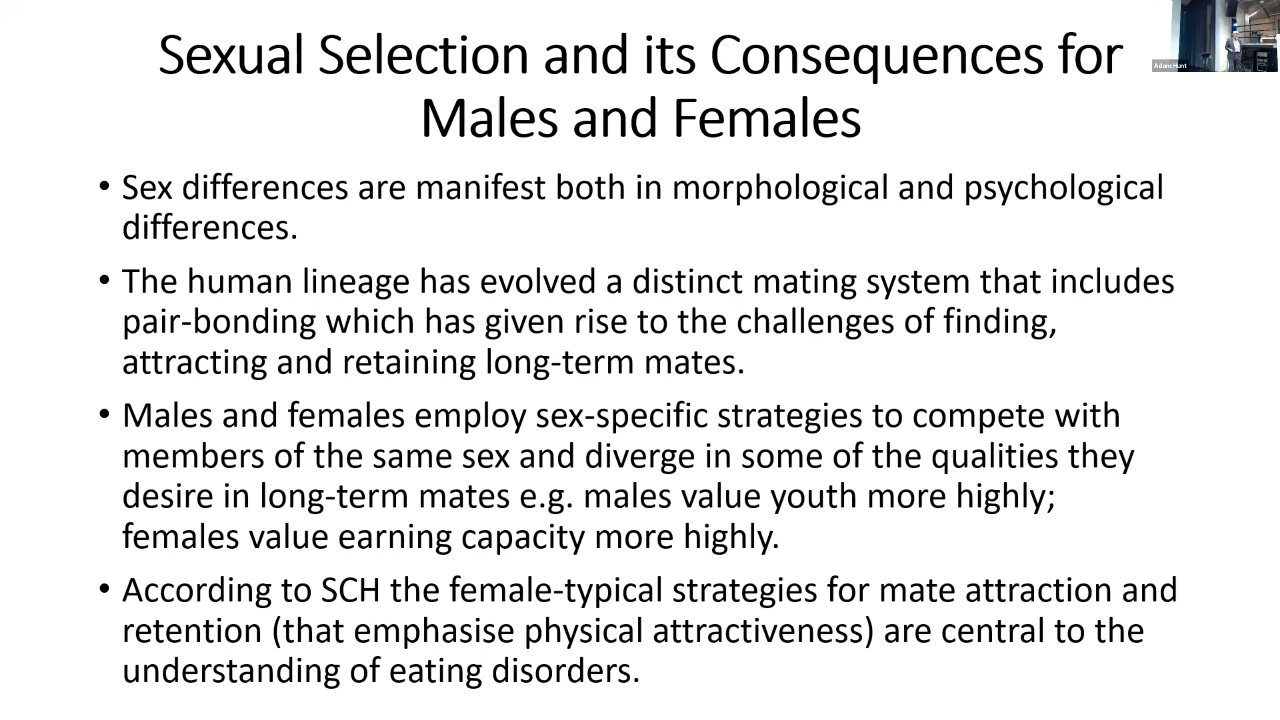 Sexual Selection and its Consequences for
Males and Females
Adam Hunt
• Sex differences are manifest both in morphological and psychological
differences.
• The human lineage has evolved a distinct mating system that includes
pair-bonding which has given rise to the challenges of finding,
attracting and retaining long-term mates.
• Males and females employ sex-specific strategies to compete with
members of the same sex and diverge in some of the qualities they
desire in long-term mates e.g. males value youth more highly;
females value earning capacity more highly.
• According to SCH the female-typical strategies for mate attraction and
retention (that emphasise physical attractiveness) are central to the
understanding of eating disorders.